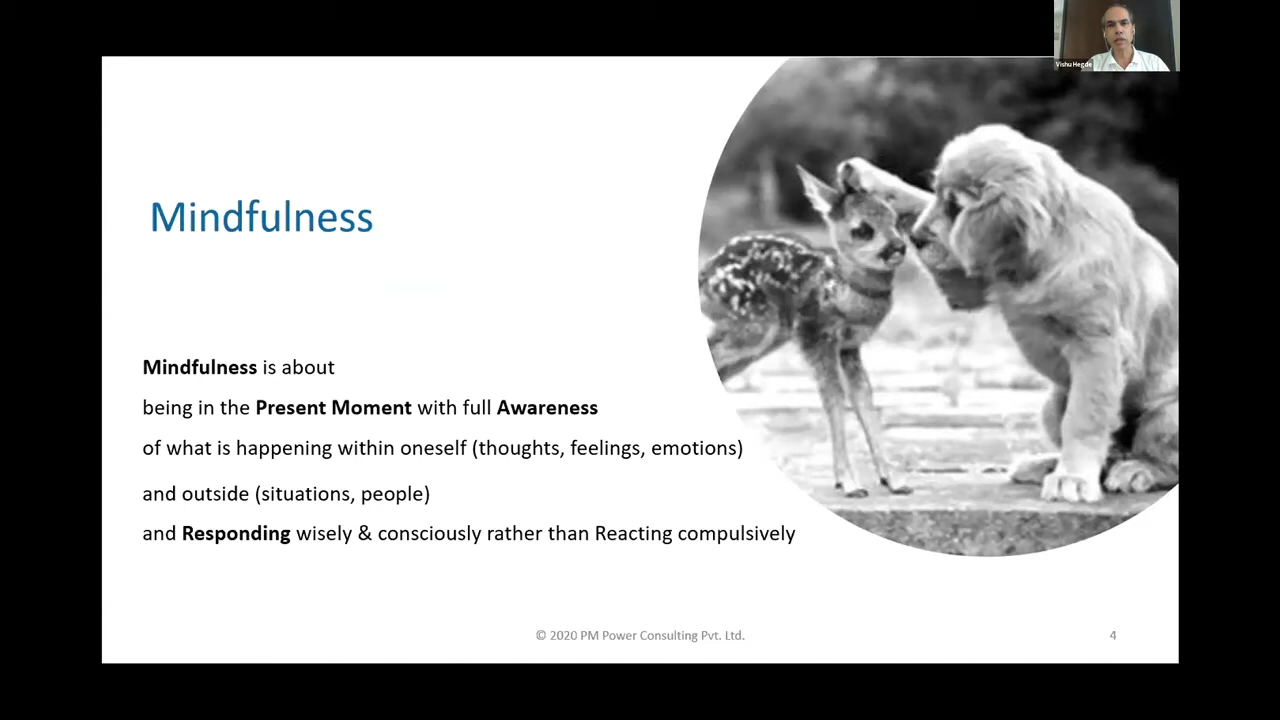 Vishu Hegde
Mindfulness
Mindfulness is about
being in the Present Moment with full Awareness
of what is happening within oneself (thoughts, feelings, emotions)
and outside (situations, people)
and Responding wisely & consciously rather than Reacting compulsively
© 2020 PM Power Consulting Pvt. Ltd.
4